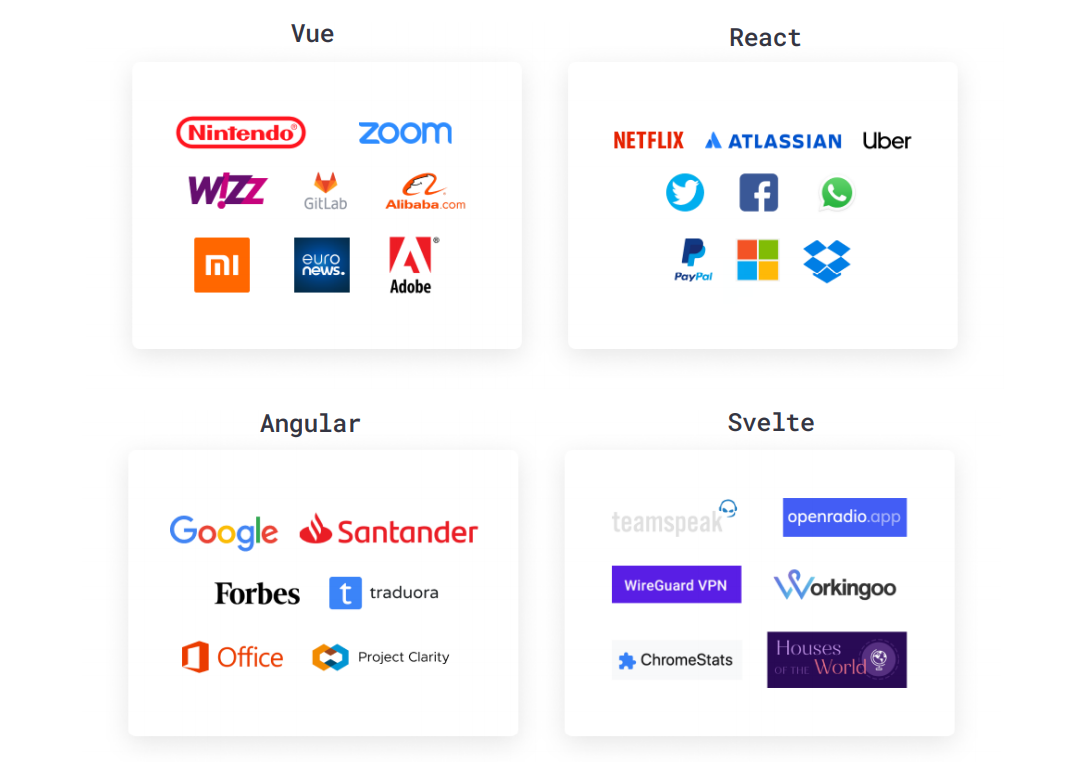 Vue
Nintendo®
zoom
W!ZZ
GitLab
Alibaba.com
mi
euro
news.
Adobe®
React
NETFLIX
ATLASSIAN
Uber
f
PayPal
Angular
Google
Santander
Forbes
t traduora
Office
Project Clarity
Svelte
teamspeak
openradio.app
WireGuard VPN
Workingoo
ChromeStats
Houses
OF THE World